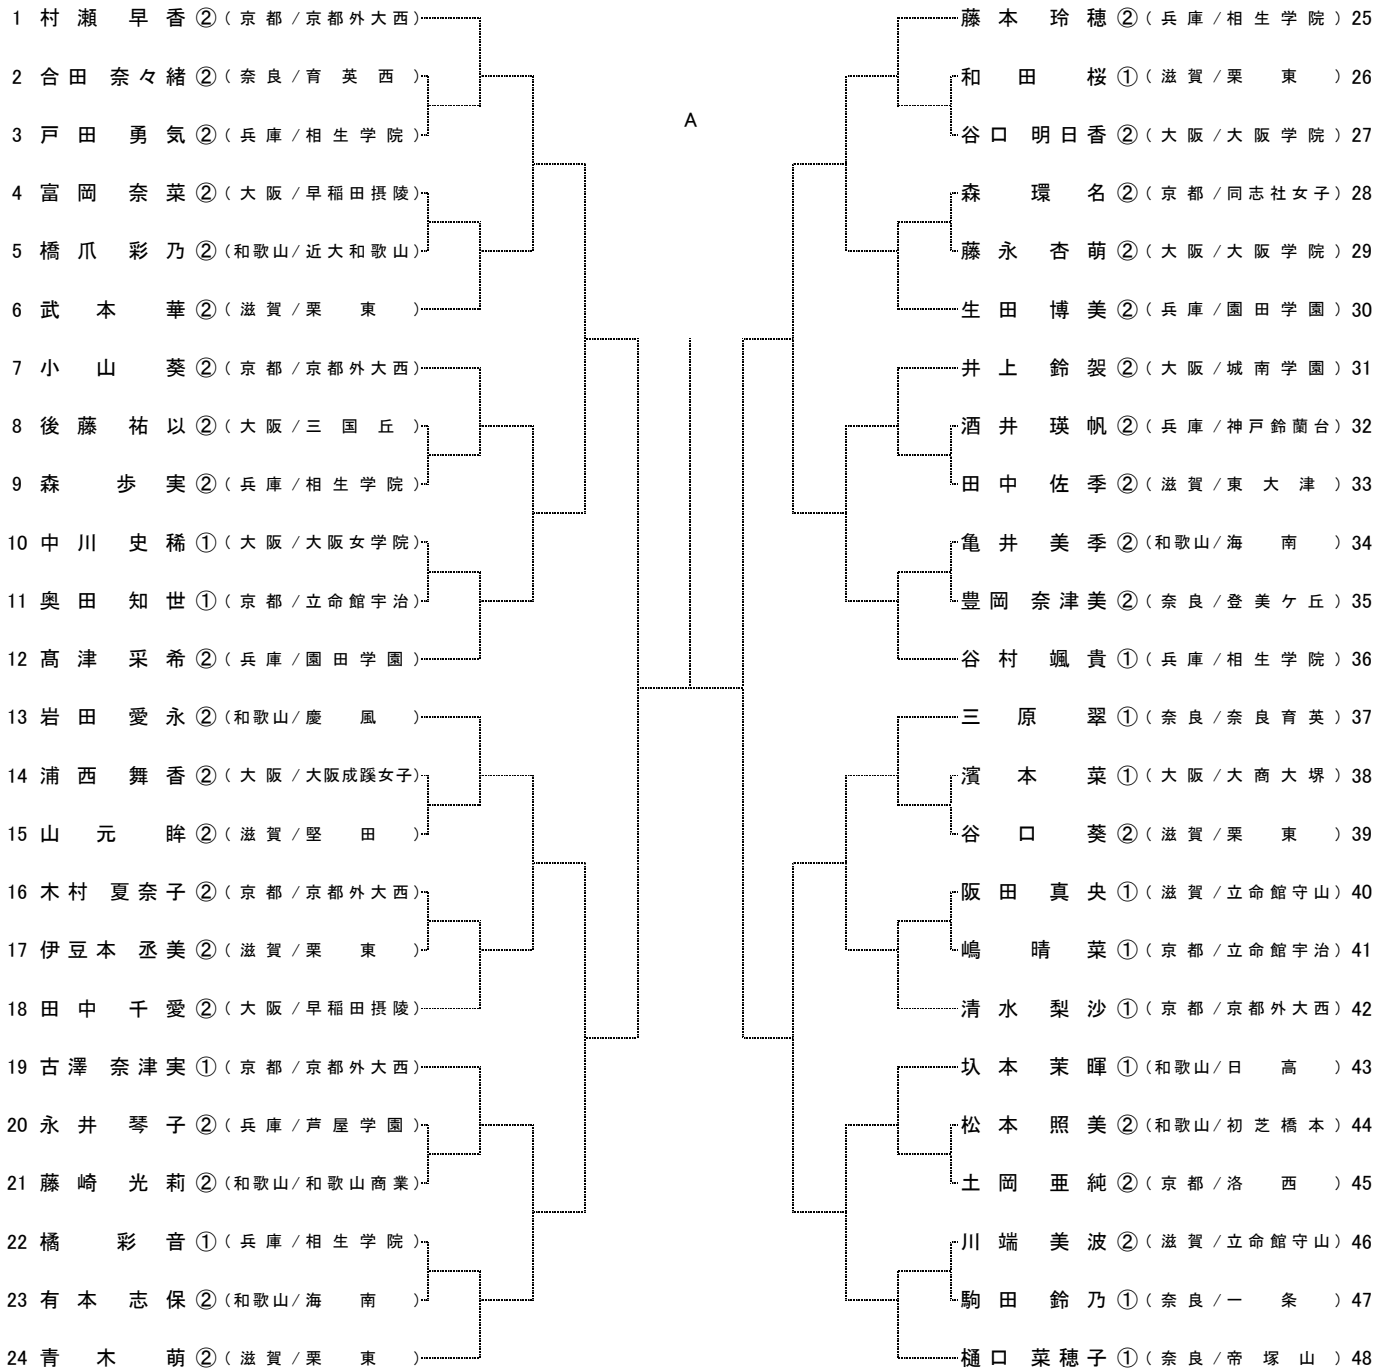 1 村瀬 早香 ② (京都/京都外大西)
2 合田 奈々緒 ② (奈良/育英西)
3 戸田 勇気 ② (兵庫/相生学院)
4 富岡 奈菜 ② (大阪/早稲田摂陵)
5 橋爪 彩乃 ② (和歌山/近大和歌山)
6 武本 華 ② (滋賀/栗東)
7 小山 葵 ② (京都/京都外大西)
8 後藤 祐以 ② (大阪/三国丘)
9 森 歩実 ② (兵庫/相生学院)
10 中川 史稀 ① (大阪/大阪女学院)
11 奥田 知世 ① (京都/立命館宇治)
12 髙津 采希 ② (兵庫/園田学園)
13 岩田 愛永 ② (和歌山/慶風)
14 浦西 舞香 ② (大阪/大阪成蹊女子)
15 山元 眸 ② (滋賀/堅田)
16 木村 夏奈子 ② (京都/京都外大西)
17 伊豆本 丞美 ② (滋賀/栗東)
18 田中 千愛 ② (大阪/早稲田摂陵)
19 古澤 奈津実 ① (京都/京都外大西)
20 永井 琴子 ② (兵庫/芦屋学園)
21 藤崎 光莉 ② (和歌山/和歌山商業)
22 橘 彩音 ① (兵庫/相生学院)
23 有本 志保 ② (和歌山/海南)
24 青木 萌 ② (滋賀/栗東)
A
藤本 玲穂 ② (兵庫/相生学院) 25
和田 桜 ① (滋賀/栗東) 26
谷口 明日香 ② (大阪/大阪学院) 27
森 環名 ② (京都/同志社女子) 28
藤永 杏萌 ② (大阪/大阪学院) 29
生田 博美 ② (兵庫/園田学園) 30
井上 鈴袈 ② (大阪/城南学園) 31
酒井 瑛帆 ② (兵庫/神戸鈴蘭台) 32
田中 佐季 ② (滋賀/東大津) 33
亀井 美季 ② (和歌山/海南) 34
豊岡 奈津美 ② (奈良/登美ケ丘) 35
谷村 颯貴 ① (兵庫/相生学院) 36
三原 翠 ① (奈良/奈良育英) 37
濱本 菜 ① (大阪/大商大堺) 38
谷口 葵 ② (滋賀/栗東) 39
阪田 真央 ① (滋賀/立命館守山) 40
嶋 晴菜 ① (京都/立命館宇治) 41
清水 梨沙 ① (京都/京都外大西) 42
圦本 茉暉 ① (和歌山/日高) 43
松本 照美 ② (和歌山/初芝橋本) 44
土岡 亜純 ② (京都/洛西) 45
川端 美波 ② (滋賀/立命館守山) 46
駒田 鈴乃 ① (奈良/一条) 47
樋口 菜穂子 ① (奈良/帝塚山) 48